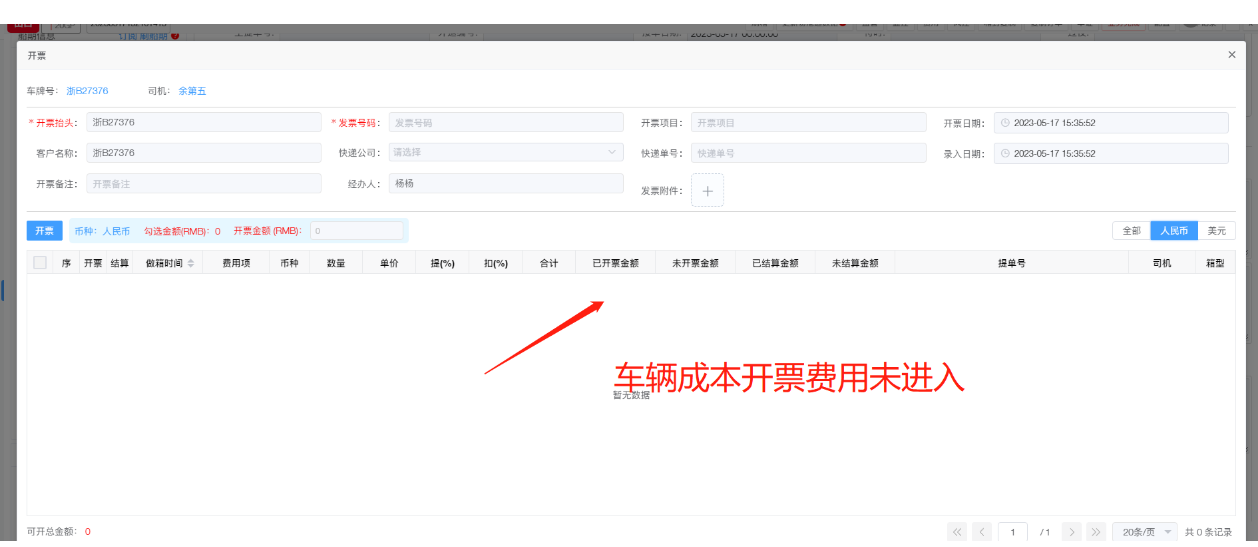 船期信息
开票 ×
车牌号: 浙B27376 司机: 余第五
* 开票抬头: 浙B27376 * 发票号码: 发票号码 开票项目: 开票项目 开票日期: 2023-05-17 15:35:52
客户名称: 浙B27376 快递公司: 请选择 快递单号: 快递单号 录入日期: 2023-05-17 15:35:52
开票备注: 开票备注 经办人: 杨杨 发票附件: +
开票 币种: 人民币 勾选金额(RMB): 0 开票金额 (RMB): 0 全部 人民币 美元
序 开票 结算 做箱时间 费用项 币种 数量 单价 提(%) 扣(%) 合计 已开票金额 未开票金额 已结算金额 未结算金额 提单号 司机 箱型
车辆成本开票费用未进入
暂无数据
可开总金额: 0 1 /1 20条/页 共 0 条记录